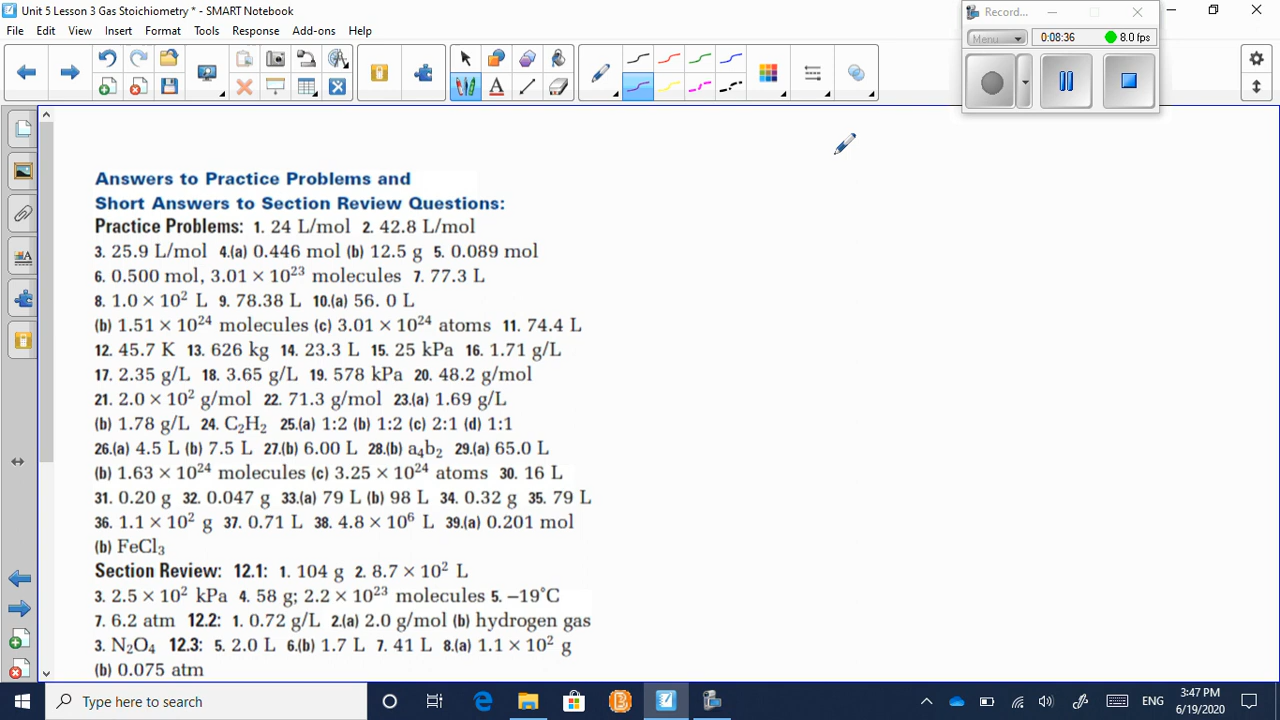 Unit 5 Lesson 3 Gas Stoichiometry * - SMART Notebook
File Edit View Insert Format Tools Response Add-ons Help
Record...
Menu 0:08:36 8.0 fps
Answers to Practice Problems and
Short Answers to Section Review Questions:
Practice Problems: 1. 24 L/mol 2. 42.8 L/mol
3. 25.9 L/mol 4.(a) 0.446 mol (b) 12.5 g 5. 0.089 mol
6. 0.500 mol, 3.01 × 10²³ molecules 7. 77.3 L
8. 1.0 × 10² L 9. 78.38 L 10.(a) 56. 0 L
(b) 1.51 × 10²⁴ molecules (c) 3.01 × 10²⁴ atoms 11. 74.4 L
12. 45.7 K 13. 626 kg 14. 23.3 L 15. 25 kPa 16. 1.71 g/L
17. 2.35 g/L 18. 3.65 g/L 19. 578 kPa 20. 48.2 g/mol
21. 2.0 × 10² g/mol 22. 71.3 g/mol 23.(a) 1.69 g/L
(b) 1.78 g/L 24. C₂H₂ 25.(a) 1:2 (b) 1:2 (c) 2:1 (d) 1:1
26.(a) 4.5 L (b) 7.5 L 27.(b) 6.00 L 28.(b) a₄b₂ 29.(a) 65.0 L
(b) 1.63 × 10²⁴ molecules (c) 3.25 × 10²⁴ atoms 30. 16 L
31. 0.20 g 32. 0.047 g 33.(a) 79 L (b) 98 L 34. 0.32 g 35. 79 L
36. 1.1 × 10² g 37. 0.71 L 38. 4.8 × 10⁶ L 39.(a) 0.201 mol
(b) FeCl₃
Section Review: 12.1: 1. 104 g 2. 8.7 × 10² L
3. 2.5 × 10² kPa 4. 58 g; 2.2 × 10²³ molecules 5. –19˚C
7. 6.2 atm 12.2: 1. 0.72 g/L 2.(a) 2.0 g/mol (b) hydrogen gas
3. N₂O₄ 12.3: 5. 2.0 L 6.(b) 1.7 L 7. 41 L 8.(a) 1.1 × 10² g
(b) 0.075 atm
Type here to search
ENG
3:47 PM
6/19/2020